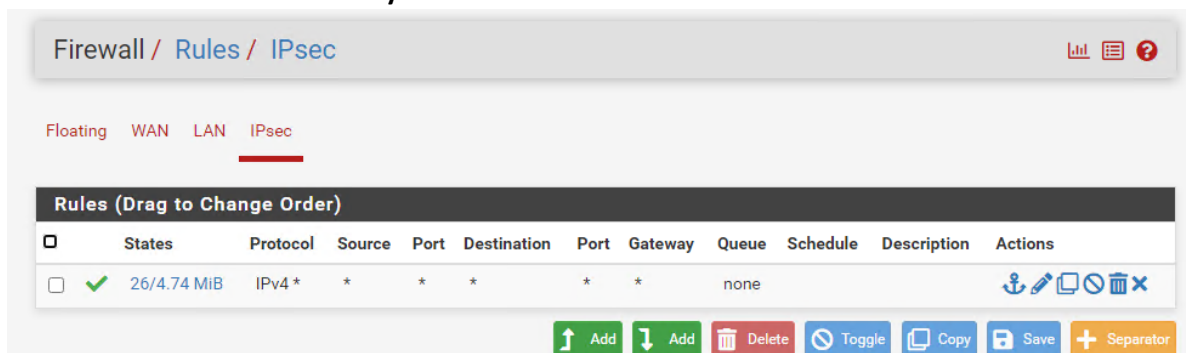 Firewall / Rules / IPsec
Floating WAN LAN IPsec
Rules (Drag to Change Order)
States Protocol Source Port Destination Port Gateway Queue Schedule Description Actions
26/4.74 MiB IPv4 * * * * * * none
Add Add Delete Toggle Copy Save Separator